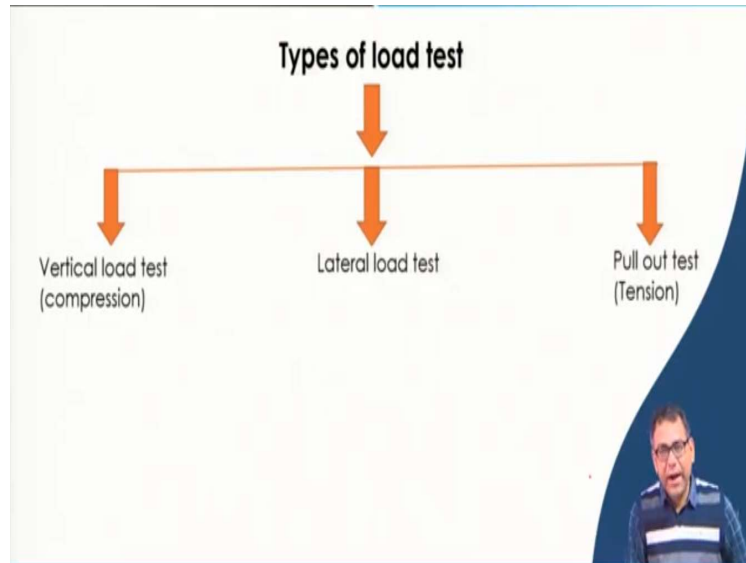 Types of load test
Vertical load test
(compression)
Lateral load test
Pull out test
(Tension)